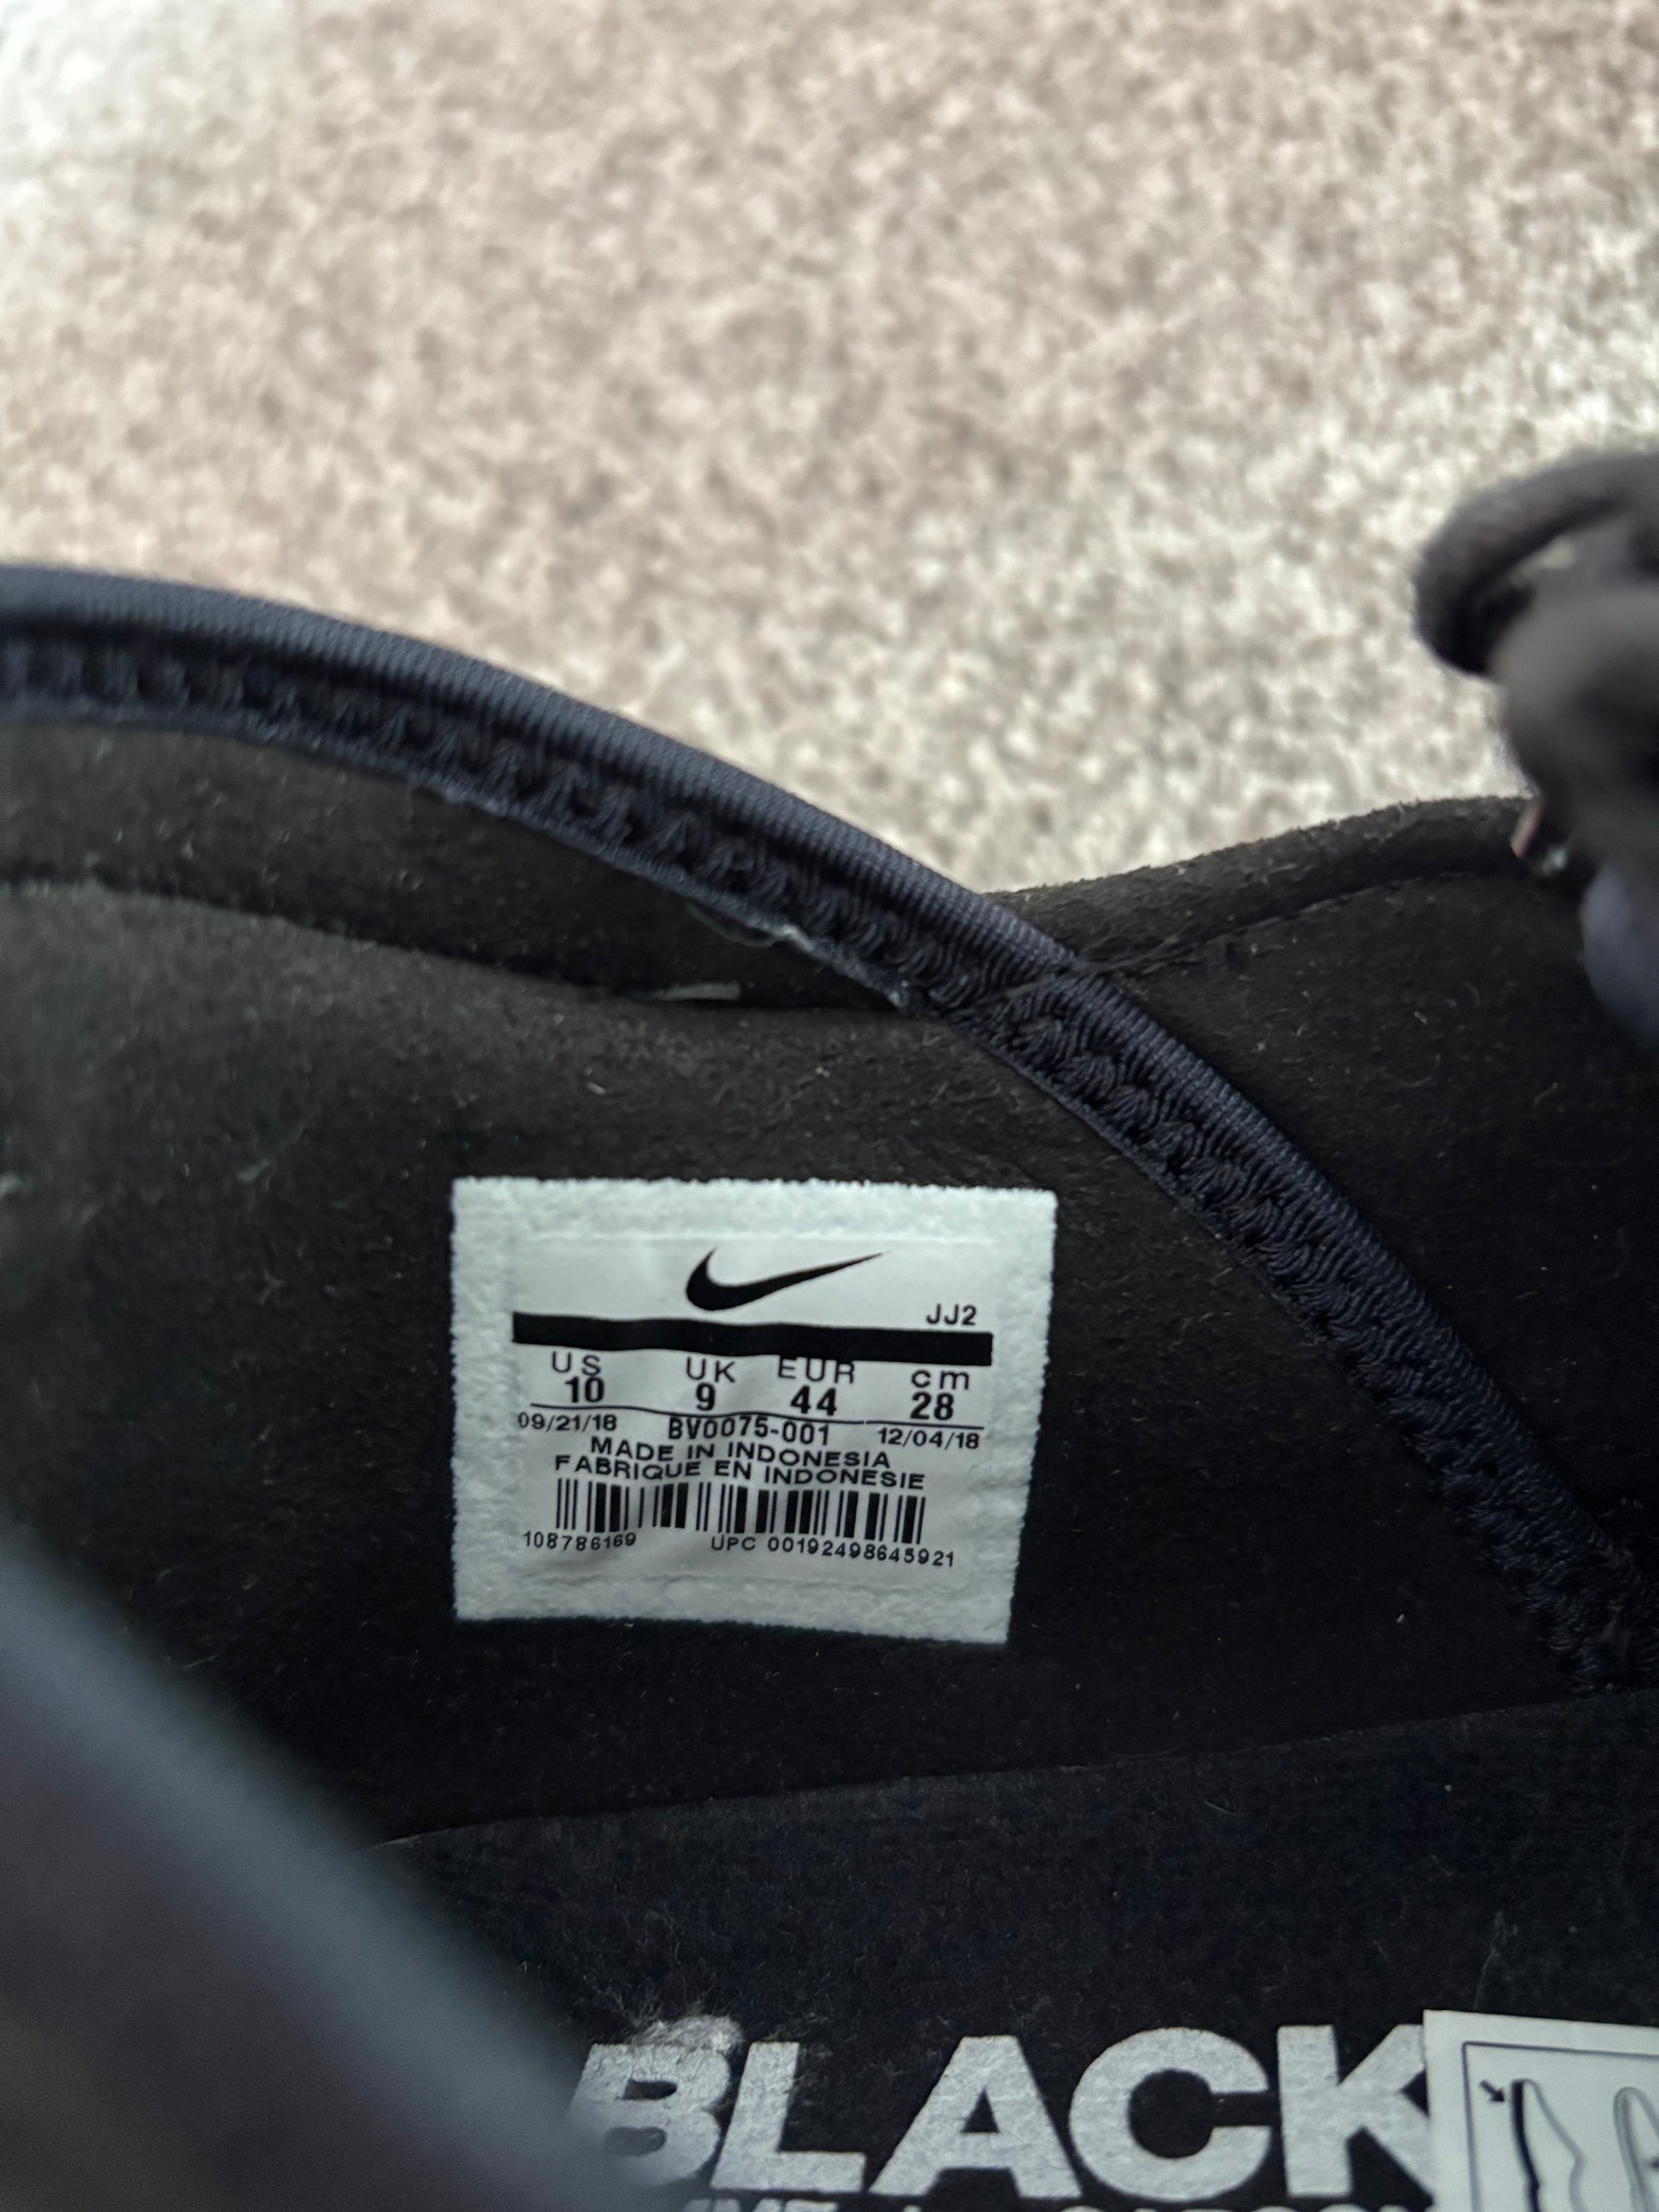 JJ2
US UK EUR cm
10 9 44 28
09/21/18 BV0075-001 12/04/18
MADE IN INDONESIA
FABRIQUE EN INDONESIE
108786169 UPC 00192498645921
BLACK